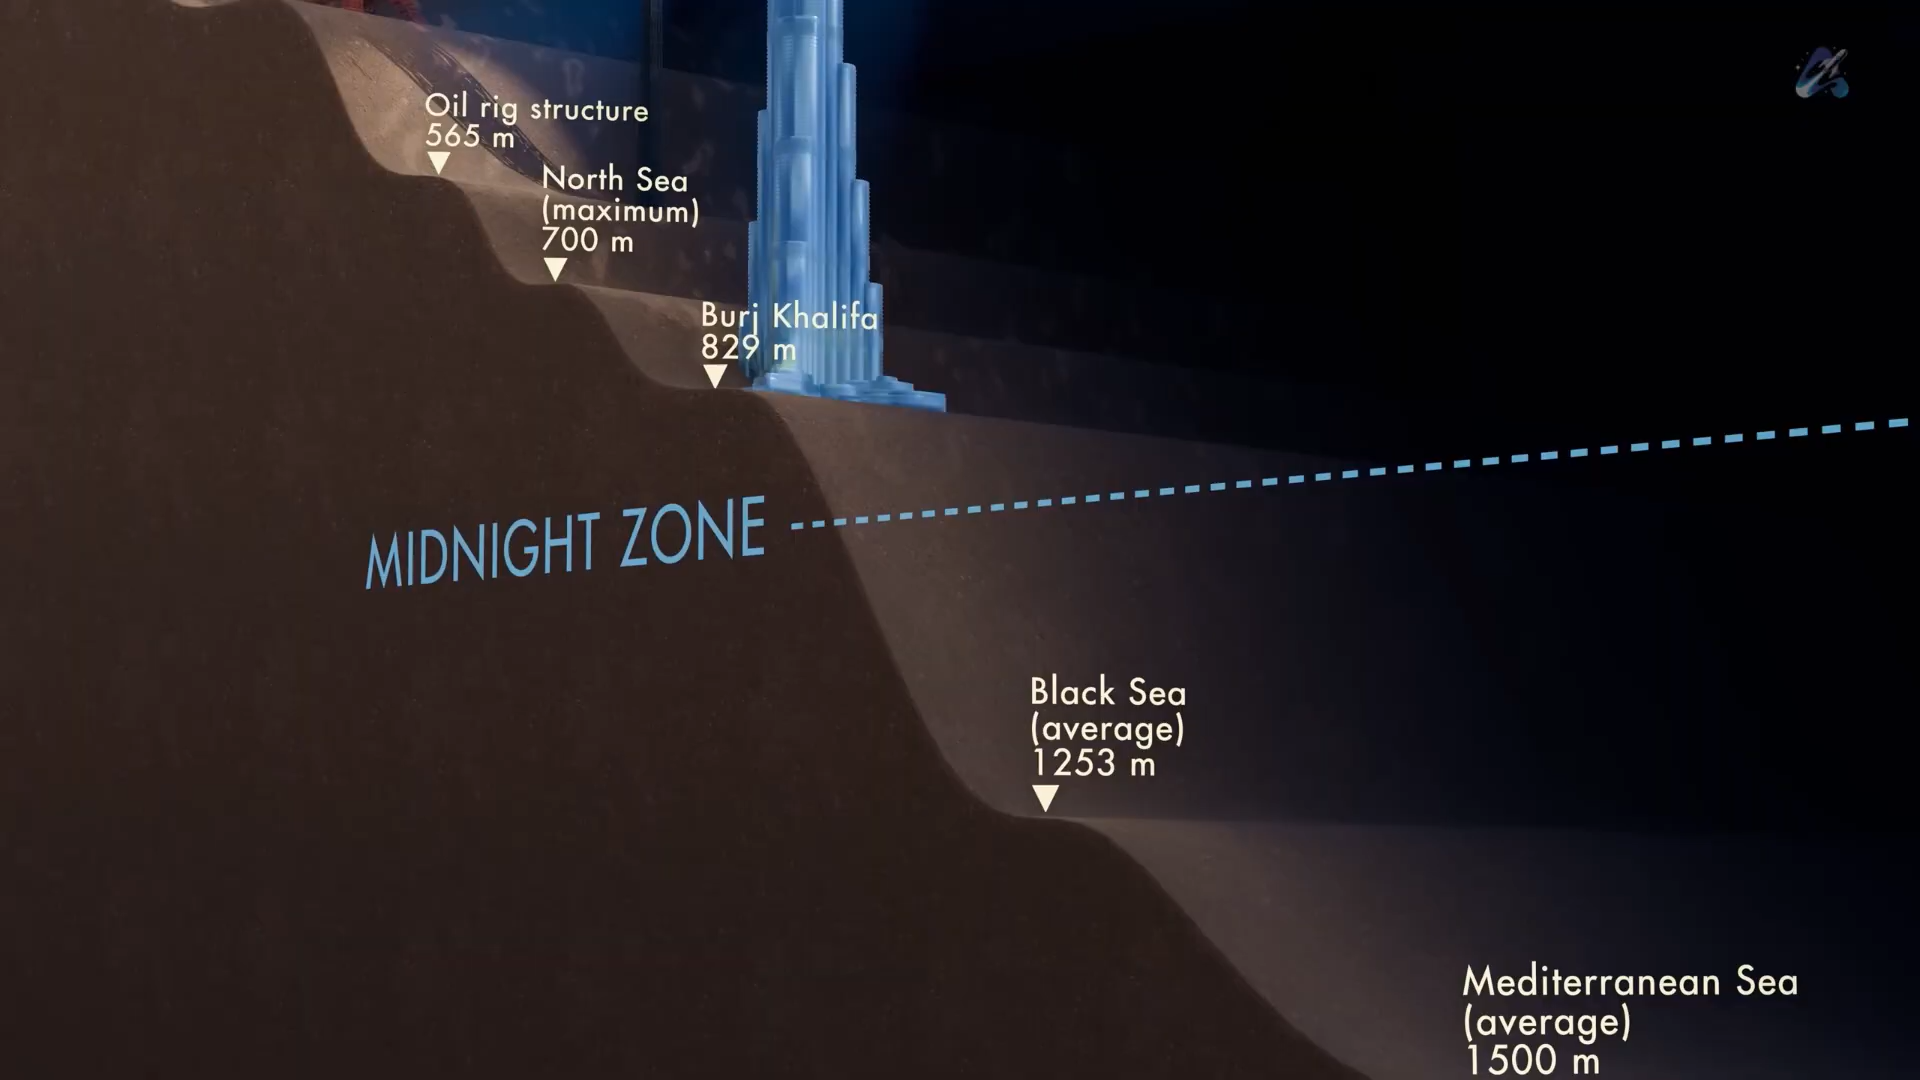 Oil rig structure
565 m
North Sea
(maximum)
700 m
Burj Khalifa
829 m
MIDNIGHT ZONE
Black Sea
(average)
1253 m
Mediterranean Sea
(average)
1500 m